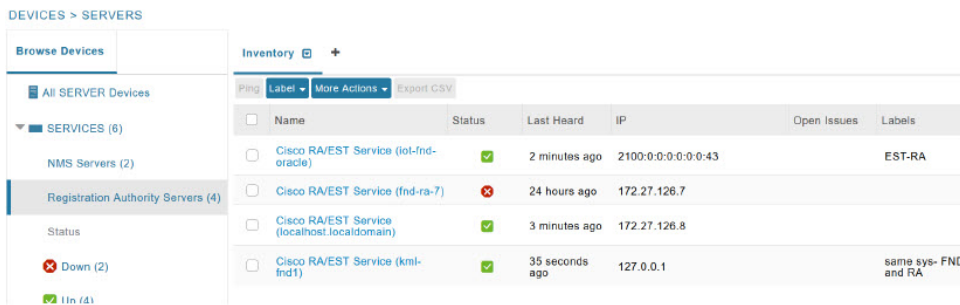 DEVICES > SERVERS
Browse Devices
Inventory
+
All SERVER Devices
SERVICES (6)
NMS Servers (2)
Registration Authority Servers (4)
Status
Down (2)
Up (4)
Ping Label More Actions Export CSV
Name Status Last Heard IP Open Issues Labels
Cisco RA/EST Service (iot-fnd-
oracle) 2 minutes ago 2100:0:0:0:0:0:0:43 EST-RA
Cisco RA/EST Service (fnd-ra-7) 24 hours ago 172.27.126.7
Cisco RA/EST Service
(localhost.localdomain) 3 minutes ago 172.27.126.8
Cisco RA/EST Service (kml-
fnd1) 35 seconds
ago 127.0.0.1 same sys- FND
and RA